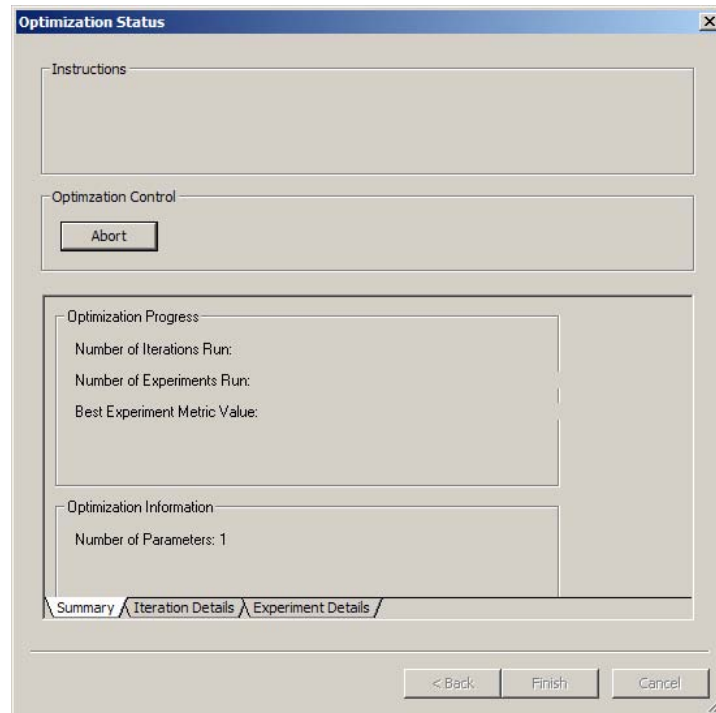 Optimization Status
Instructions
Optimzation Control
Abort
Optimization Progress
Number of Iterations Run:
Number of Experiments Run:
Best Experiment Metric Value:
Optimization Information
Number of Parameters: 1
Summary Iteration Details Experiment Details
< Back Finish Cancel